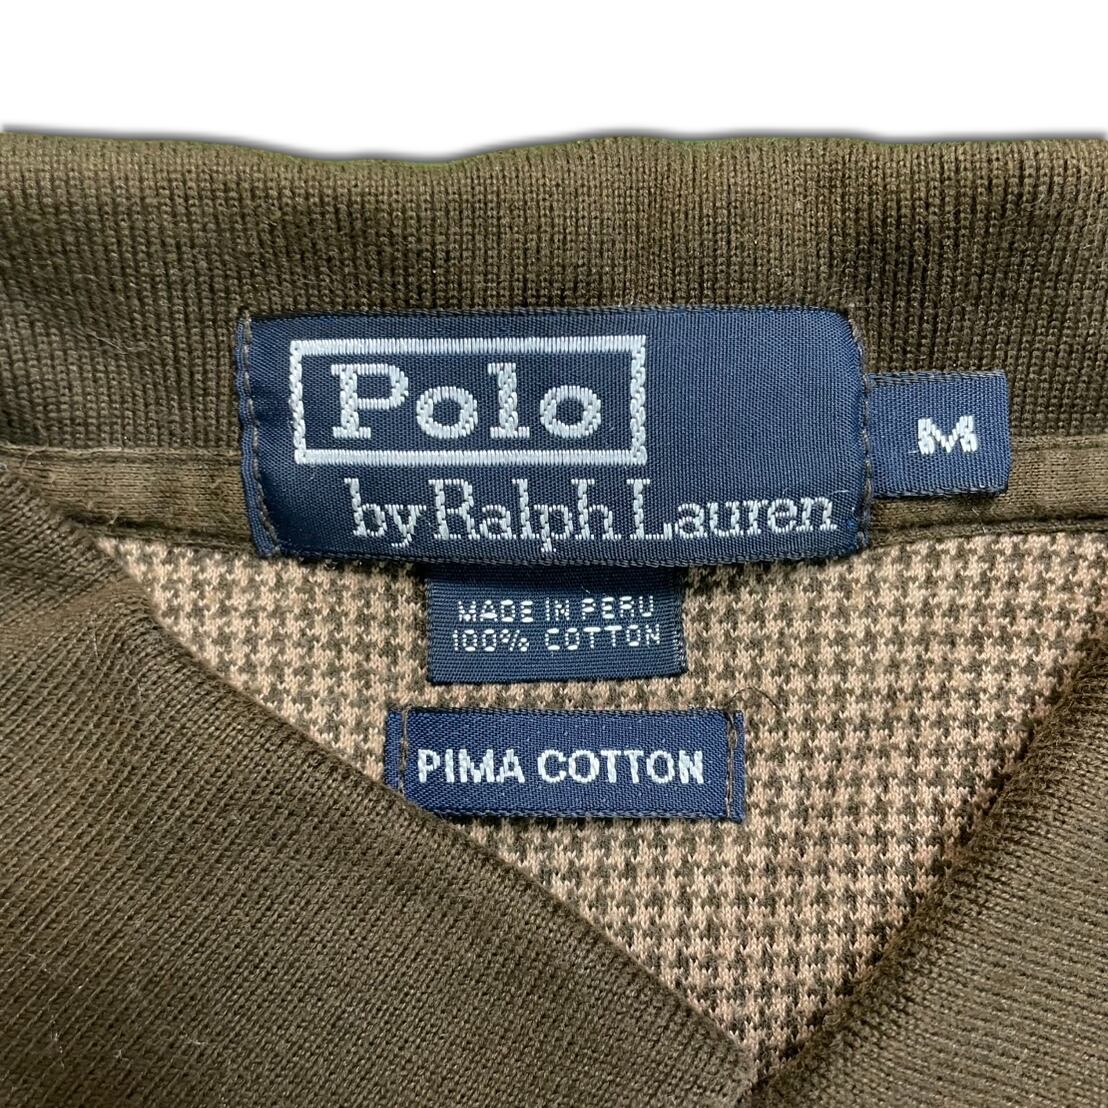 Polo
by Ralph Lauren
M
MADE IN PERU
100% COTTON
PIMA COTTON